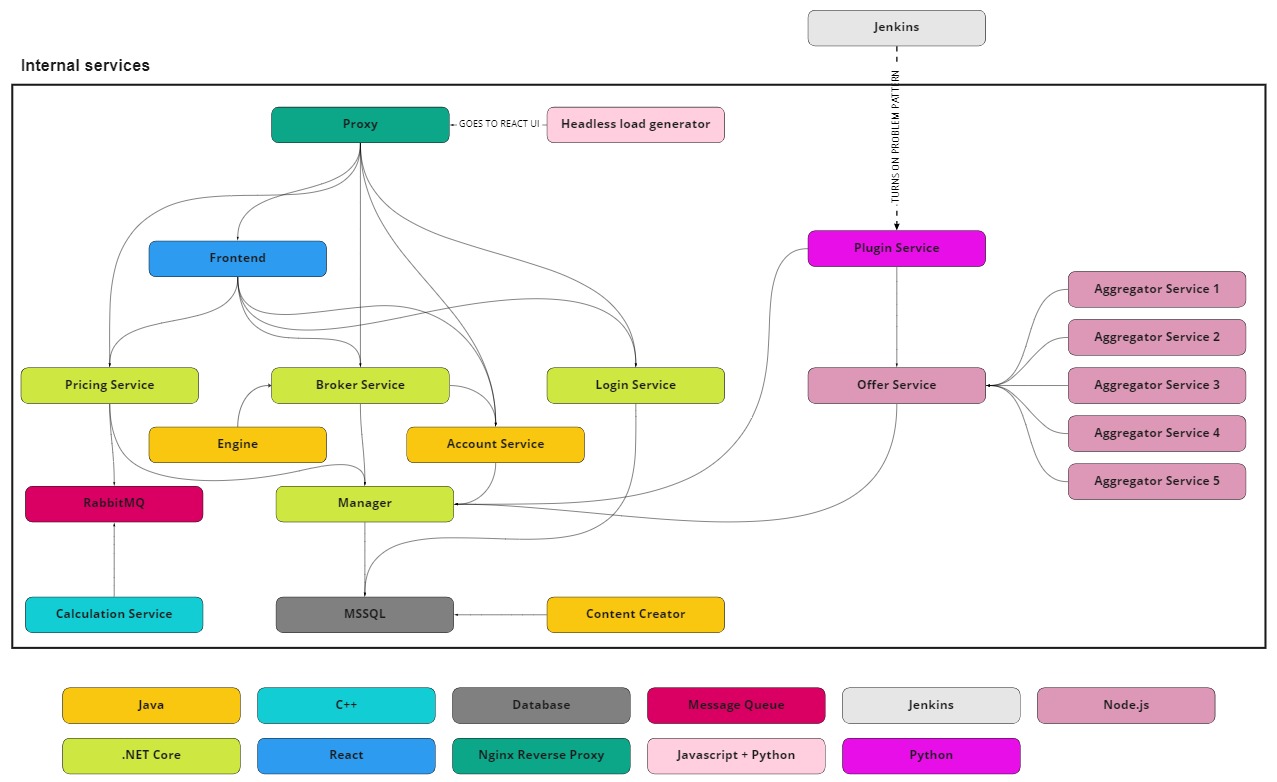 Jenkins
Internal services
Proxy
GOES TO REACT UI
Headless load generator
TURNS ON PROBLEM PATTERN
Frontend
Plugin Service
Aggregator Service 1
Aggregator Service 2
Pricing Service
Broker Service
Login Service
Offer Service
Aggregator Service 3
Engine
Account Service
Aggregator Service 4
Aggregator Service 5
RabbitMQ
Manager
Calculation Service
MSSQL
Content Creator
Java
C++
Database
Message Queue
Jenkins
Node.js
.NET Core
React
Nginx Reverse Proxy
Javascript + Python
Python